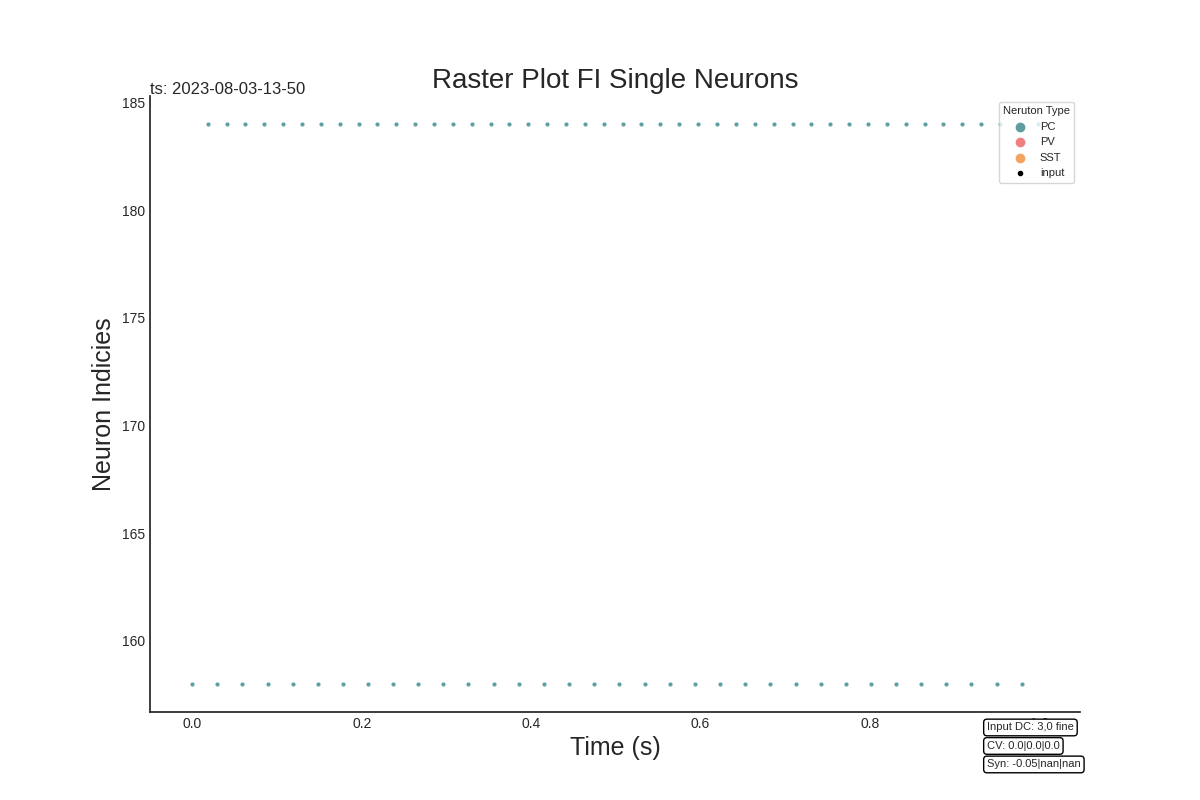 Raster Plot FI Single Neurons
ts: 2023-08-03-13-50
185
180
175
170
165
160
Neuron Indicies
Neruton Type
PC
PV
SST
input
0.0
0.2
0.4
0.6
0.8
Time (s)
Input DC: 3,0 fine
CV: 0.0|0.0|0.0
Syn: -0.05|nan|nan